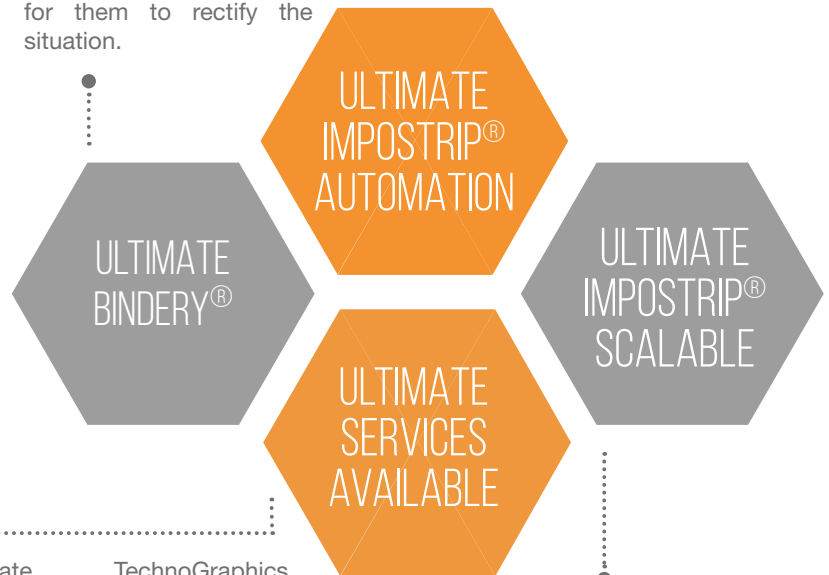 for them to rectify the
situation.
ULTIMATE
IMPOSTRIP®
AUTOMATION
ULTIMATE
BINDERY®
ULTIMATE
IMPOSTRIP®
SCALABLE
ULTIMATE
SERVICES
AVAILABLE
TechnoGraphics